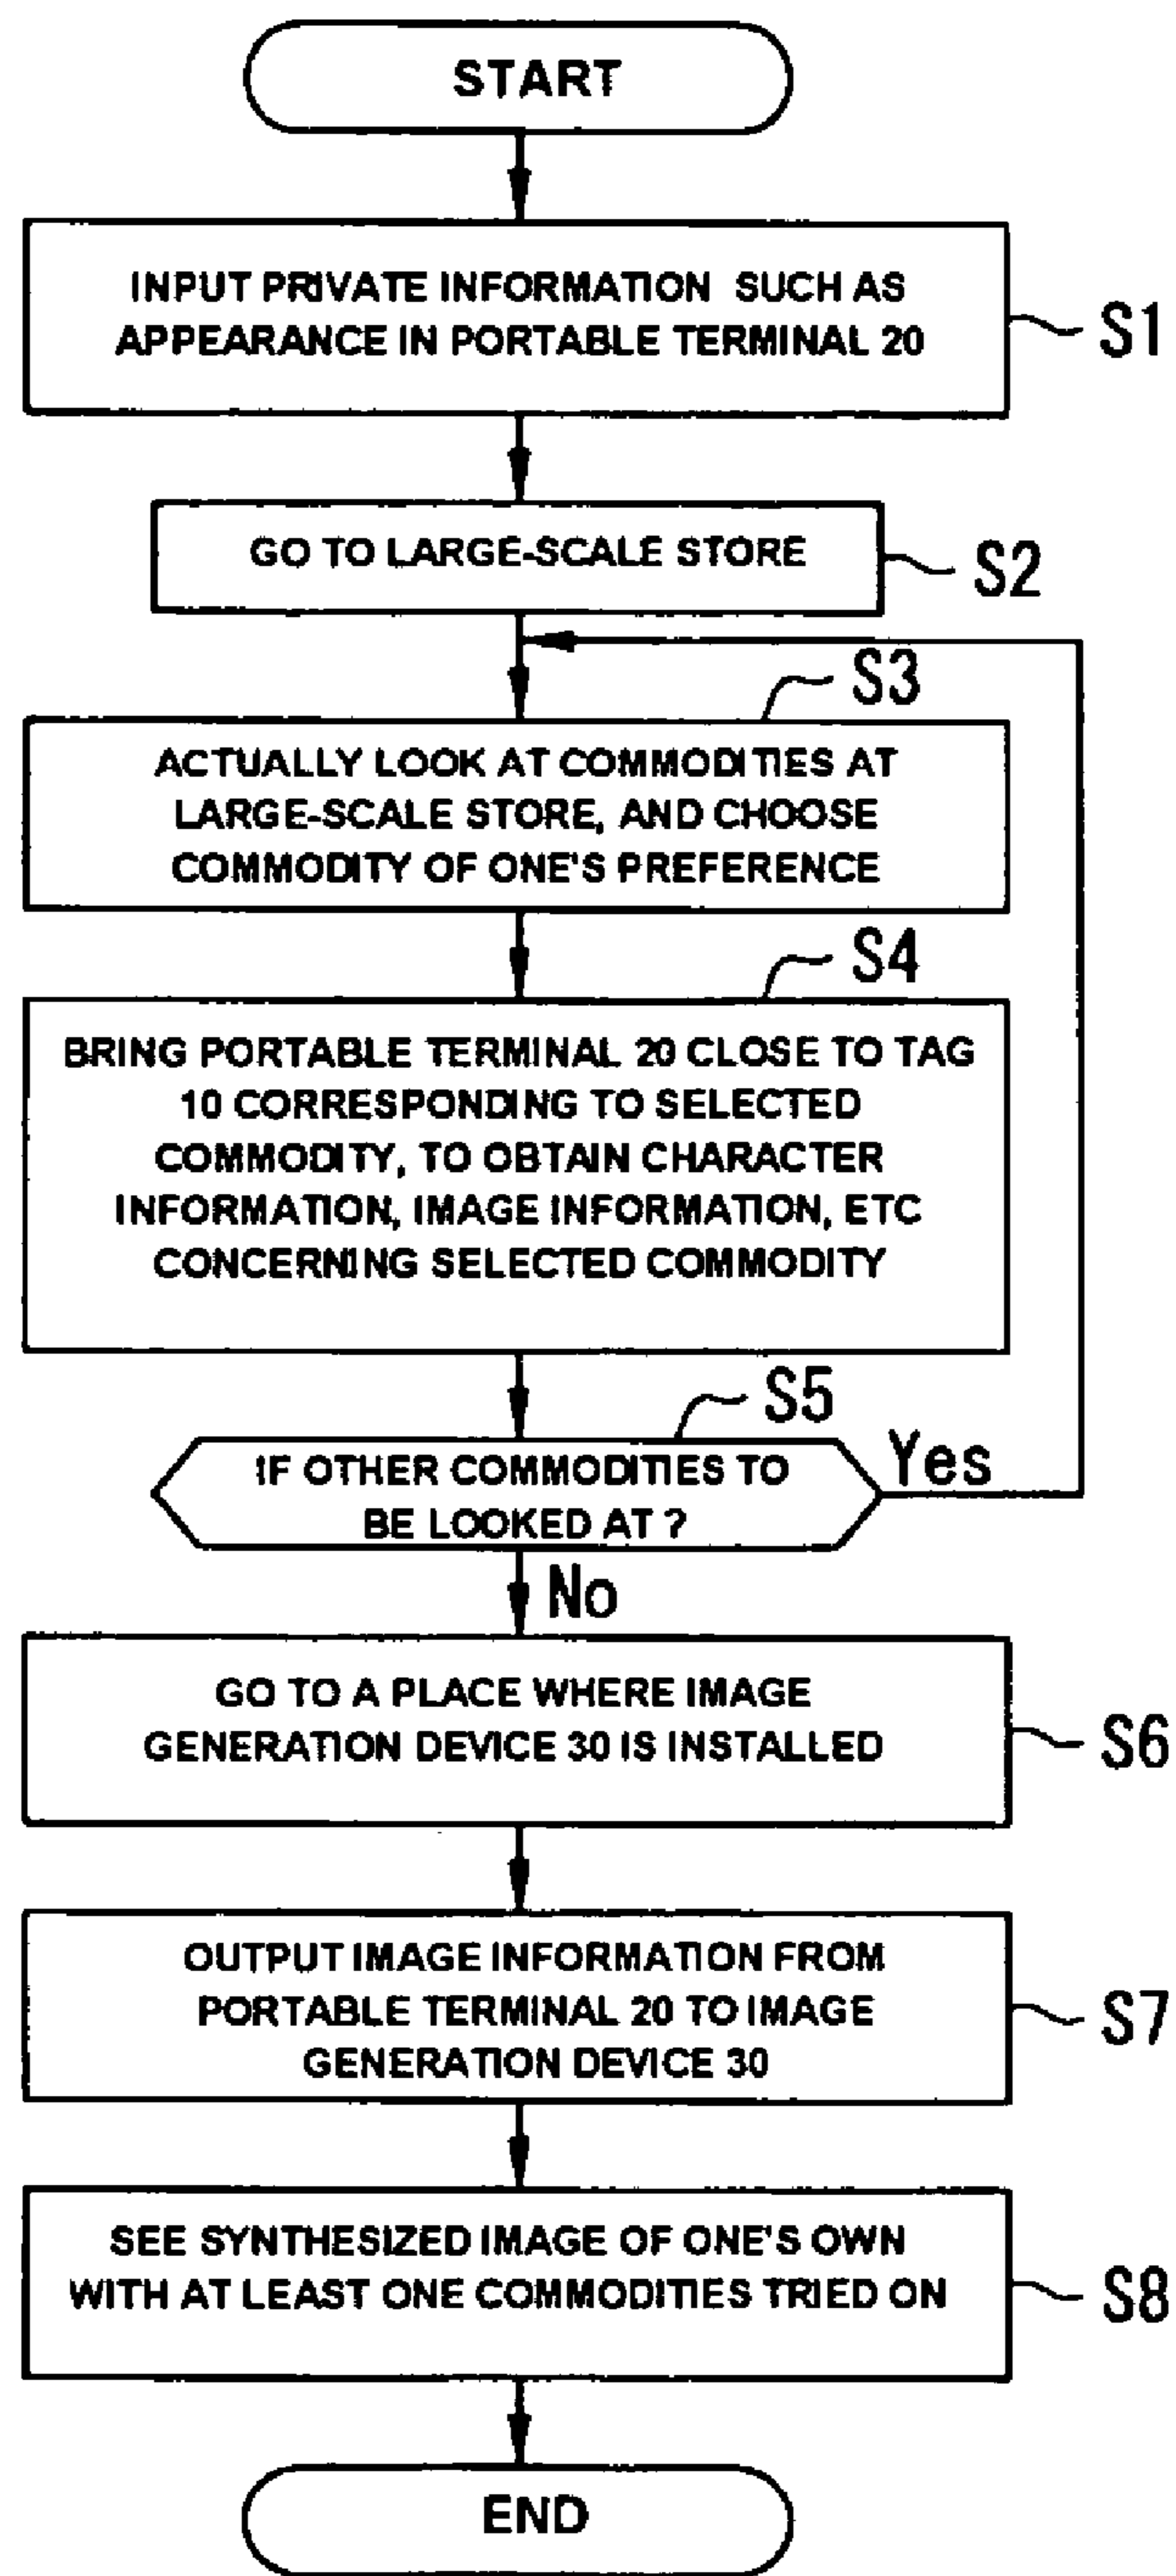 START
INPUT PRIVATE INFORMATION SUCH AS
APPEARANCE IN PORTABLE TERMINAL 20
S1
GO TO LARGE-SCALE STORE
S2
S3
ACTUALLY LOOK AT COMMODITIES AT
LARGE-SCALE STORE, AND CHOOSE
COMMODITY OF ONE'S PREFERENCE
S4
BRING PORTABLE TERMINAL 20 CLOSE TO TAG
10 CORRESPONDING TO SELECTED
COMMODITY, TO OBTAIN CHARACTER
INFORMATION, IMAGE INFORMATION, ETC
CONCERNING SELECTED COMMODITY
S5
IF OTHER COMMODITIES TO
BE LOOKED AT ?
Yes
No
GO TO A PLACE WHERE IMAGE
GENERATION DEVICE 30 IS INSTALLED
S6
OUTPUT IMAGE INFORMATION FROM
PORTABLE TERMINAL 20 TO IMAGE
GENERATION DEVICE 30
S7
SEE SYNTHESIZED IMAGE OF ONE'S OWN
WITH AT LEAST ONE COMMODITIES TRIED ON
S8
END